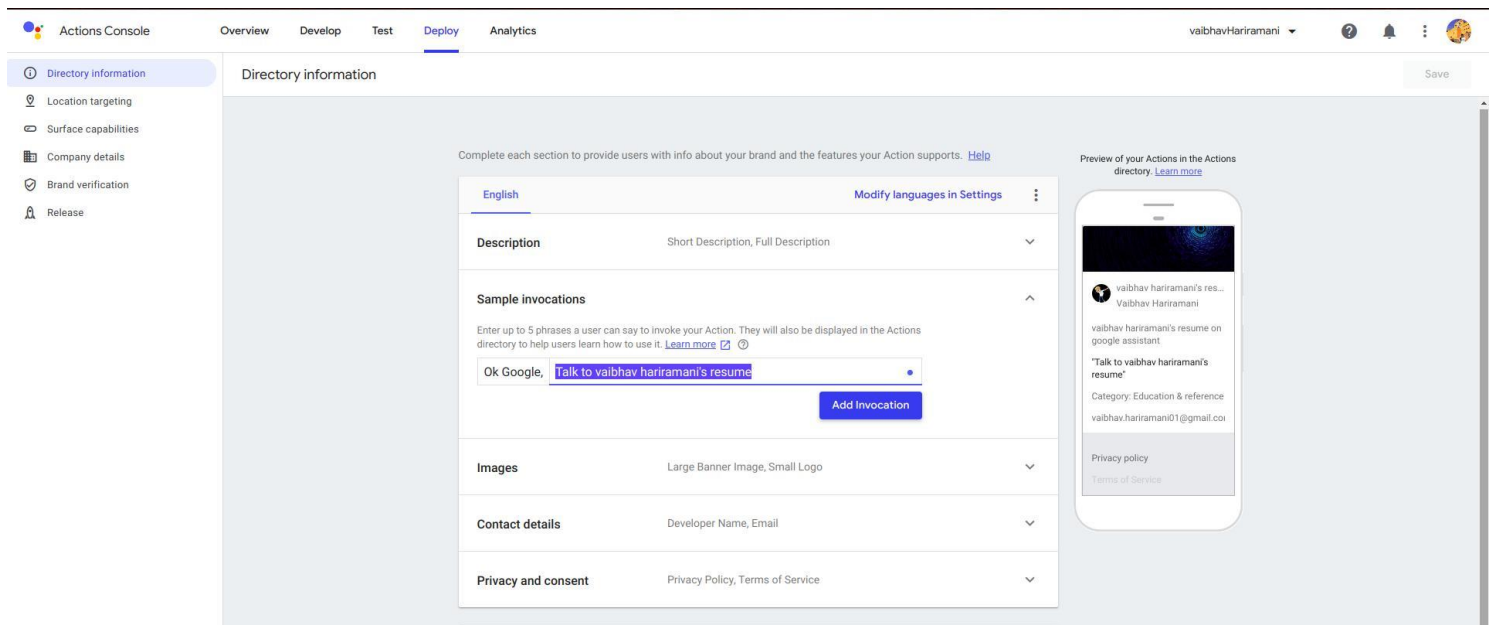 Actions Console
Overview Develop Test Deploy Analytics
vaibhavHariramani
Directory information
Location targeting
Surface capabilities
Company details
Brand verification
Release
Directory information
Save
Complete each section to provide users with info about your brand and the features your Action supports. Help
English
Modify languages in Settings
Description
Short Description, Full Description
Sample invocations
Enter up to 5 phrases a user can say to invoke your Action. They will also be displayed in the Actions
directory to help users learn how to use it. Learn more
Ok Google, Talk to vaibhav hariramani's resume
Add Invocation
Images
Large Banner Image, Small Logo
Contact details
Developer Name, Email
Privacy and consent
Privacy Policy, Terms of Service
Preview of your Actions in the Actions
directory. Learn more
vaibhav hariramani's res...
Vaibhav Hariramani
vaibhav hariramani's resume on
google assistant
"Talk to vaibhav hariramani's
resume"
Category: Education & reference
vaibhav.hariramani01@gmail.co
Privacy policy
Terms of Service